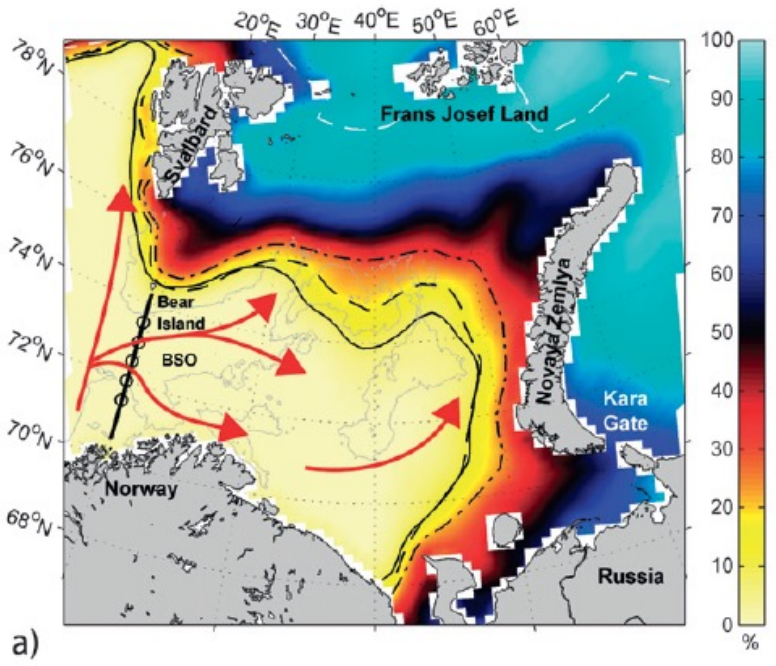 20°E 30°E 40°E 50°E 60°E
78°N
76°N
74°N
72°N
70°N
68°N
Svalbard
Frans Josef Land
Novaya Zemlya
Bear
Island
BSO
Kara
Gate
Norway
Russia
100
90
80
70
60
50
40
30
20
10
0
%
a)